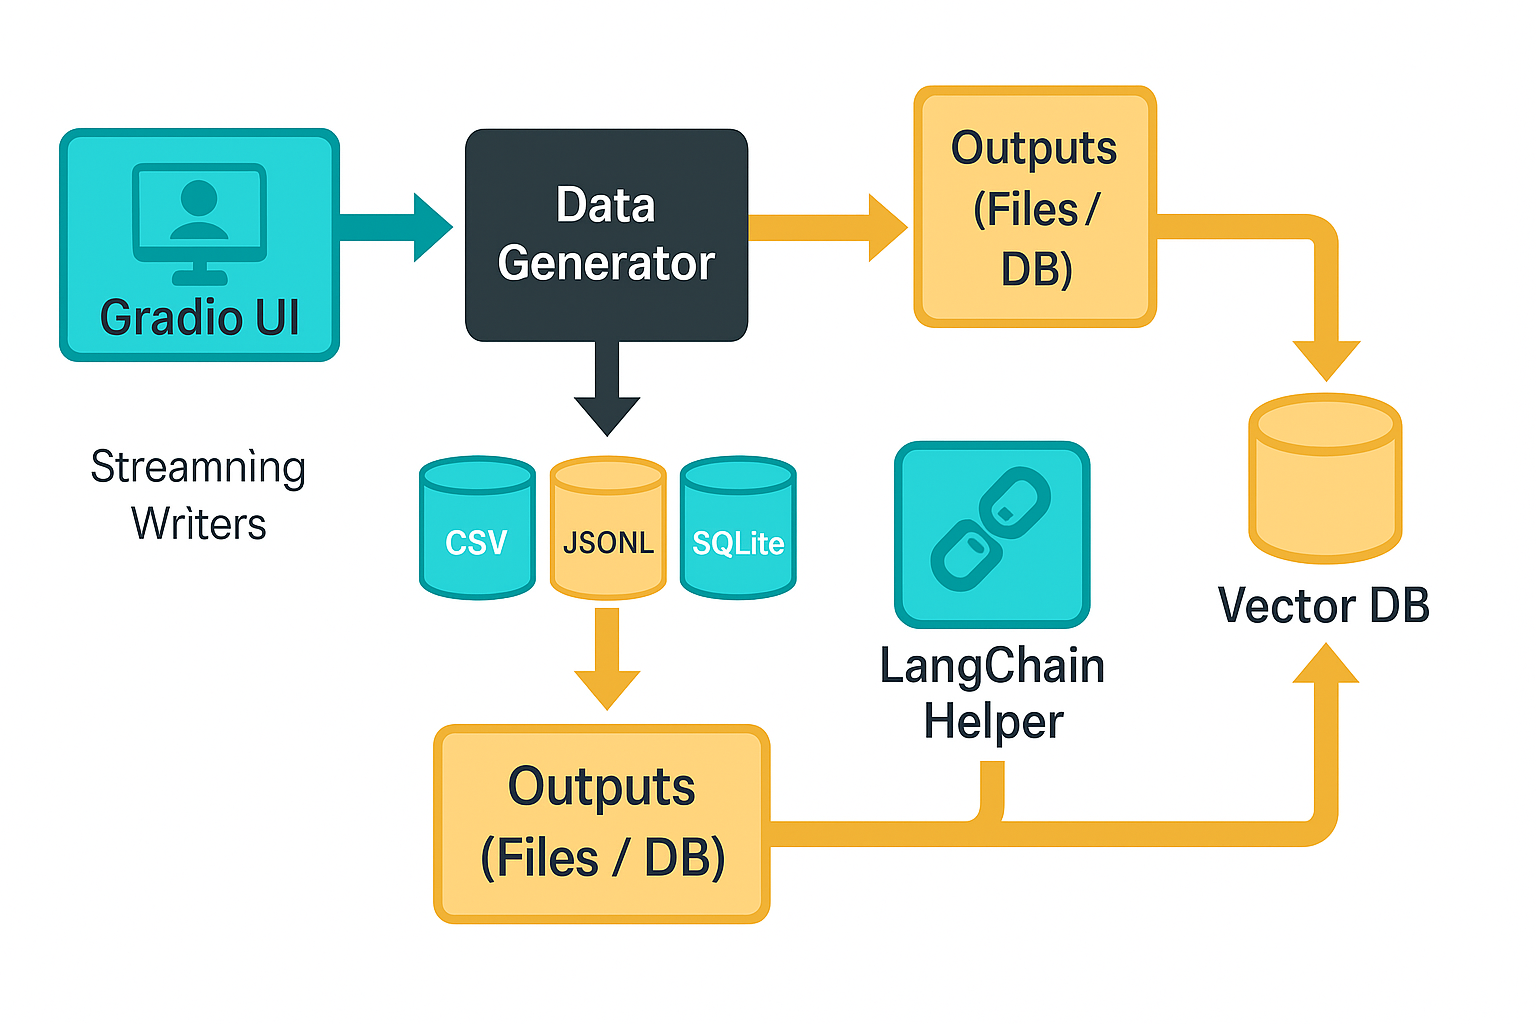 Gradio UI
Data
Generator
Outputs
(Files /
DB)
Streamning
Writers
CSV
JSONL
SQLite
LangChain
Helper
Vector DB
Outputs
(Files / DB)